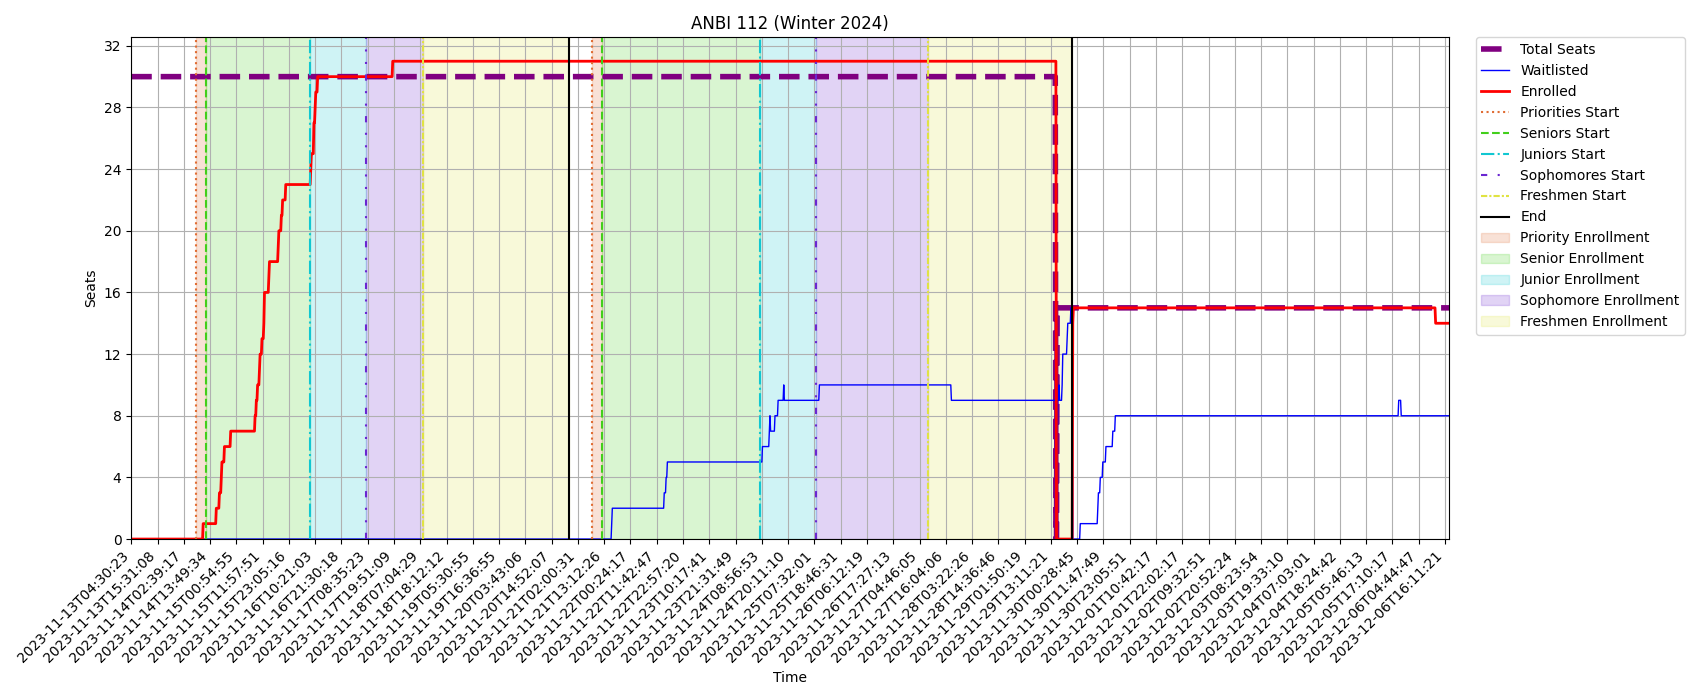 ANBI 112 (Winter 2024)
32
28
24
20
16
12
8
4
0
Seats
2023-11-13T04:30:23
2023-11-13T15:31:08
2023-11-14T02:39:17
2023-11-14T13:49:34
2023-11-15T00:54:55
2023-11-15T11:57:51
2023-11-15T23:05:16
2023-11-16T10:21:03
2023-11-16T21:30:18
2023-11-17T08:35:23
2023-11-17T19:51:09
2023-11-18T07:04:29
2023-11-18T18:12:12
2023-11-19T05:30:55
2023-11-19T16:36:55
2023-11-20T03:43:06
2023-11-20T14:52:07
2023-11-21T02:00:31
2023-11-21T13:12:26
2023-11-22T00:24:17
2023-11-22T11:42:47
2023-11-22T22:57:20
2023-11-23T10:17:41
2023-11-23T21:31:49
2023-11-24T08:56:53
2023-11-24T20:11:10
2023-11-25T07:32:01
2023-11-25T18:46:31
2023-11-26T06:12:19
2023-11-26T17:27:13
2023-11-27T04:46:05
2023-11-27T16:04:06
2023-11-28T03:22:26
2023-11-28T14:36:46
2023-11-29T01:50:19
2023-11-29T13:11:21
2023-11-30T00:28:45
2023-11-30T11:47:49
2023-11-30T23:05:51
2023-12-01T10:42:17
2023-12-01T22:02:17
2023-12-02T09:32:51
2023-12-02T20:52:24
2023-12-03T08:23:54
2023-12-03T19:33:10
2023-12-04T07:03:01
2023-12-04T18:24:42
2023-12-05T05:46:13
2023-12-05T17:10:17
2023-12-06T04:44:47
2023-12-06T16:11:21
Time
Total Seats
Waitlisted
Enrolled
Priorities Start
Seniors Start
Juniors Start
Sophomores Start
Freshmen Start
End
Priority Enrollment
Senior Enrollment
Junior Enrollment
Sophomore Enrollment
Freshmen Enrollment